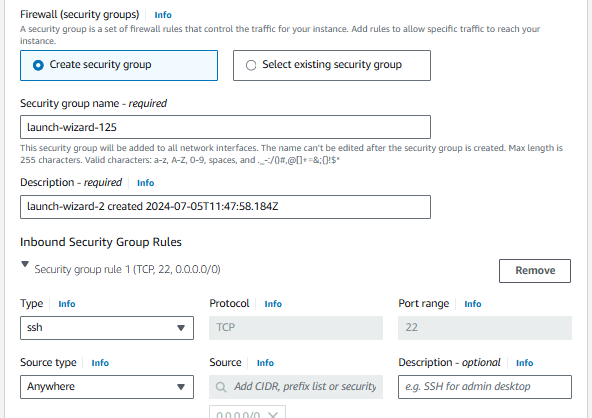 Firewall (security groups) Info
A security group is a set of firewall rules that control the traffic for your instance. Add rules to allow specific traffic to reach your
instance.
Create security group
Select existing security group
Security group name - required
launch-wizard-125
This security group will be added to all network interfaces. The name can't be edited after the security group is created. Max length is
255 characters. Valid characters: a-z, A-Z, 0-9, spaces, and ._-:/()#,@[]+=&;{}!$*
Description - required Info
launch-wizard-2 created 2024-07-05T11:47:58.184Z
Inbound Security Group Rules
Security group rule 1 (TCP, 22, 0.0.0.0/0)
Remove
Type Info
Protocol Info
Port range Info
ssh
TCP
22
Source type Info
Source Info
Description - optional Info
Anywhere
Add CIDR, prefix list or security
e.g. SSH for admin desktop
0.0.0.0/0